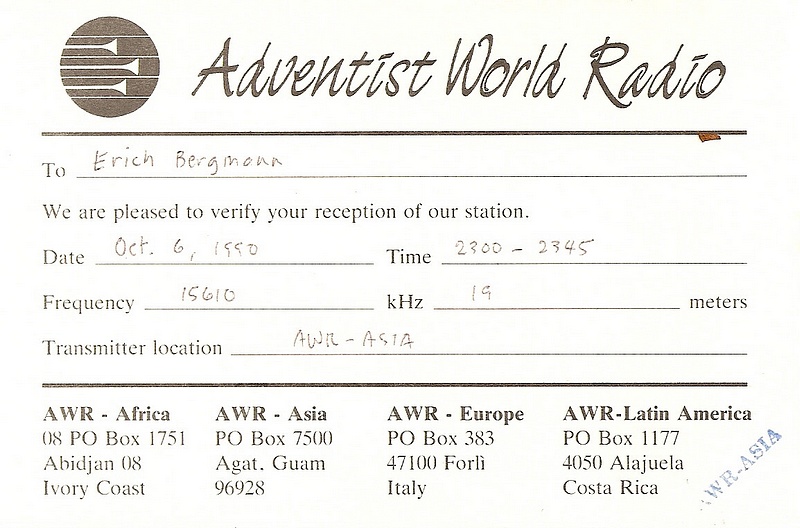 Adventist World Radio
To Erich Bergmann
We are pleased to verify your reception of our station.
Date Oct. 6, 1990 Time 2300 - 2345
Frequency 15610 kHz 19 meters
Transmitter location AWR - ASIA
AWR - Africa AWR - Asia AWR - Europe AWR-Latin America
08 PO Box 1751 PO Box 7500 PO Box 383 PO Box 1177
Abidjan 08 Agat. Guam 47100 Forlì 4050 Alajuela
Ivory Coast 96928 Italy Costa Rica
AWR-ASIA